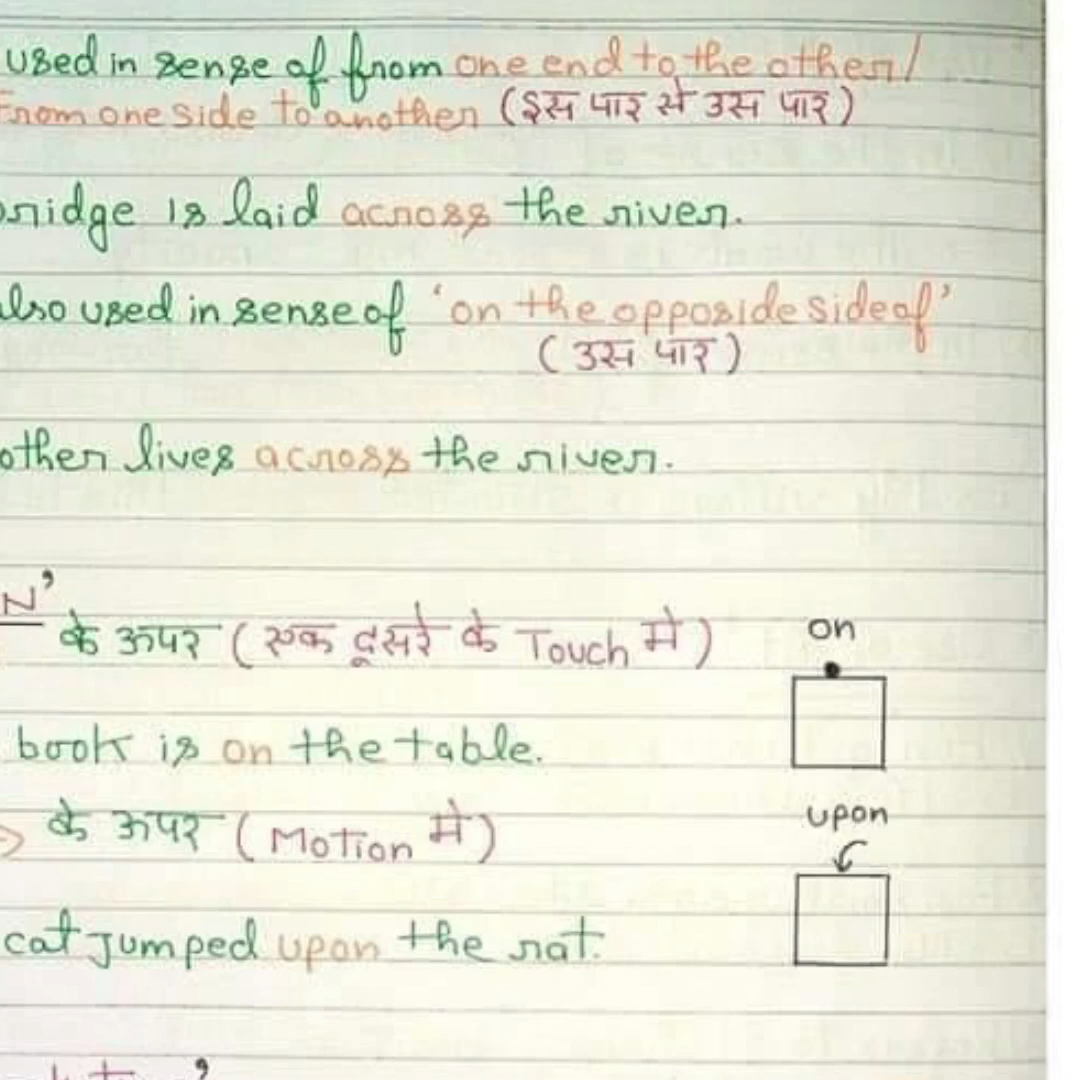 used in sense of from one end to the other/
From one side to another (इस पार से उस पार)
ridge is laid across the river.
also used in sense of 'on the opposide side of'
(उस पार)
other lives across the river.
N'
के ऊपर (एक दूसरे के Touch मे)
on
book is on the table.
के ऊपर (Motion मे)
upon
cat jumped upon the rat.